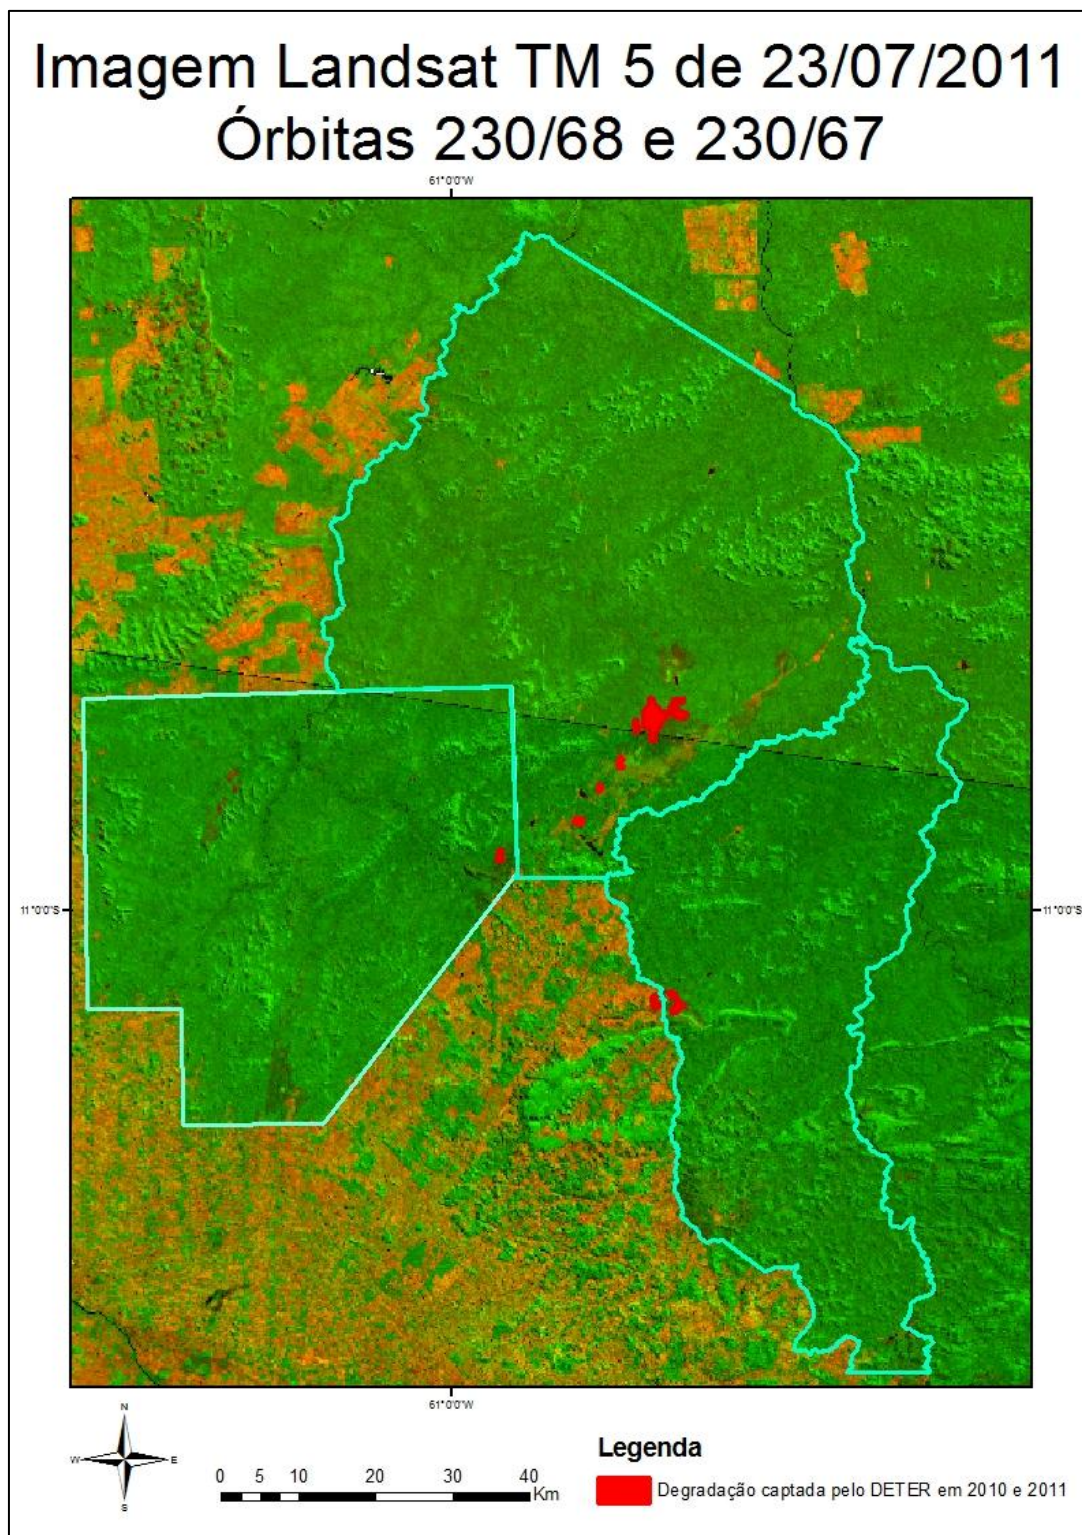 Imagem Landsat TM 5 de 23/07/2011
Órbitas 230/68 e 230/67
61°0'0"W
11°0'0"S
11°0'0"S
61°0'0"W
N
W
E
S
0 5 10 20 30 40
Km
Legenda
Degradação captada pelo DETER em 2010 e 2011